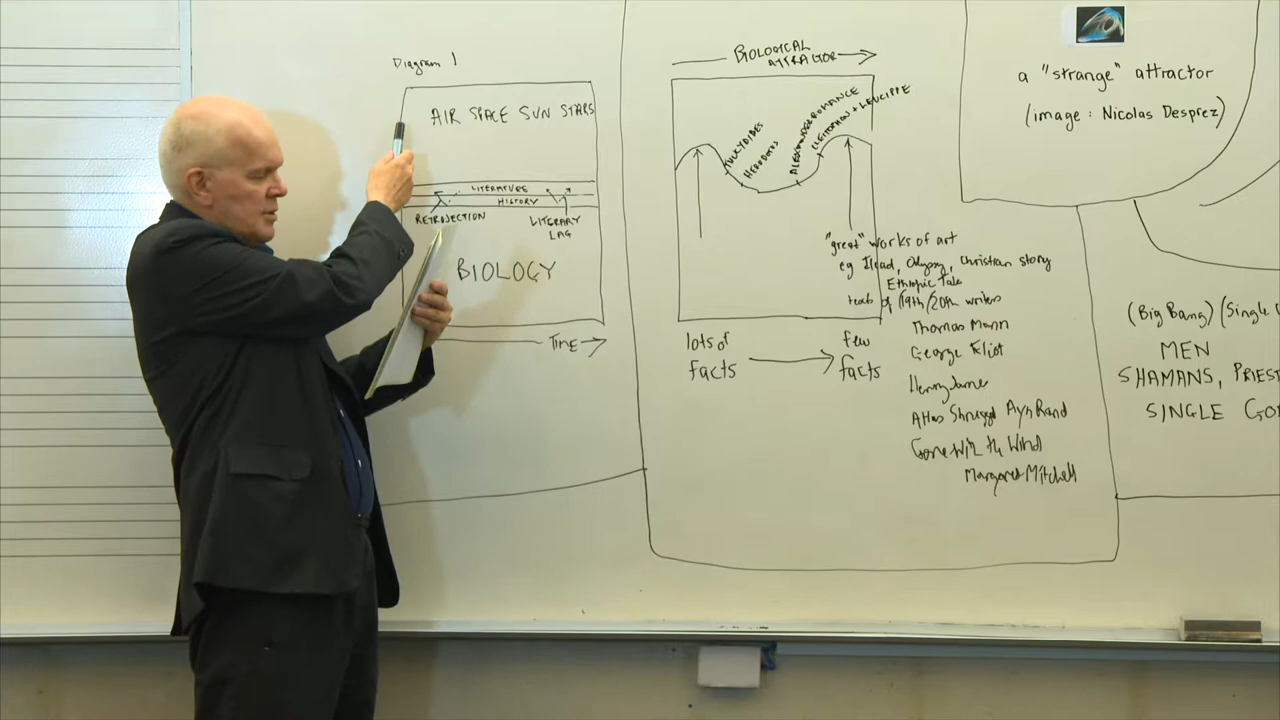 Diagram 1
AIR SPACE SUN STARS
LITERATURE
HISTORY
RETROJECTION
LITERARY
LAG
BIOLOGY
TIME
BIOLOGICAL
ATTRACTOR
THUCYDIDES
HERODOTUS
ALEXANDER ROMANCE
CLEITOPHON + LEUCIPPE
"great" works of art
eg Iliad, Odyssey, Christian story
Ethiopic Tale
texts of 19th/20th writers
Thomas Mann
George Eliot
Henry James
Atlas Shrugged Ayn Rand
Gone With the Wind
Margaret Mitchell
lots of
facts
few
facts
a "strange" attractor
(image: Nicolas Desprez)
(Big Bang) (Single
MEN
SHAMANS, PRIEST
SINGLE GO